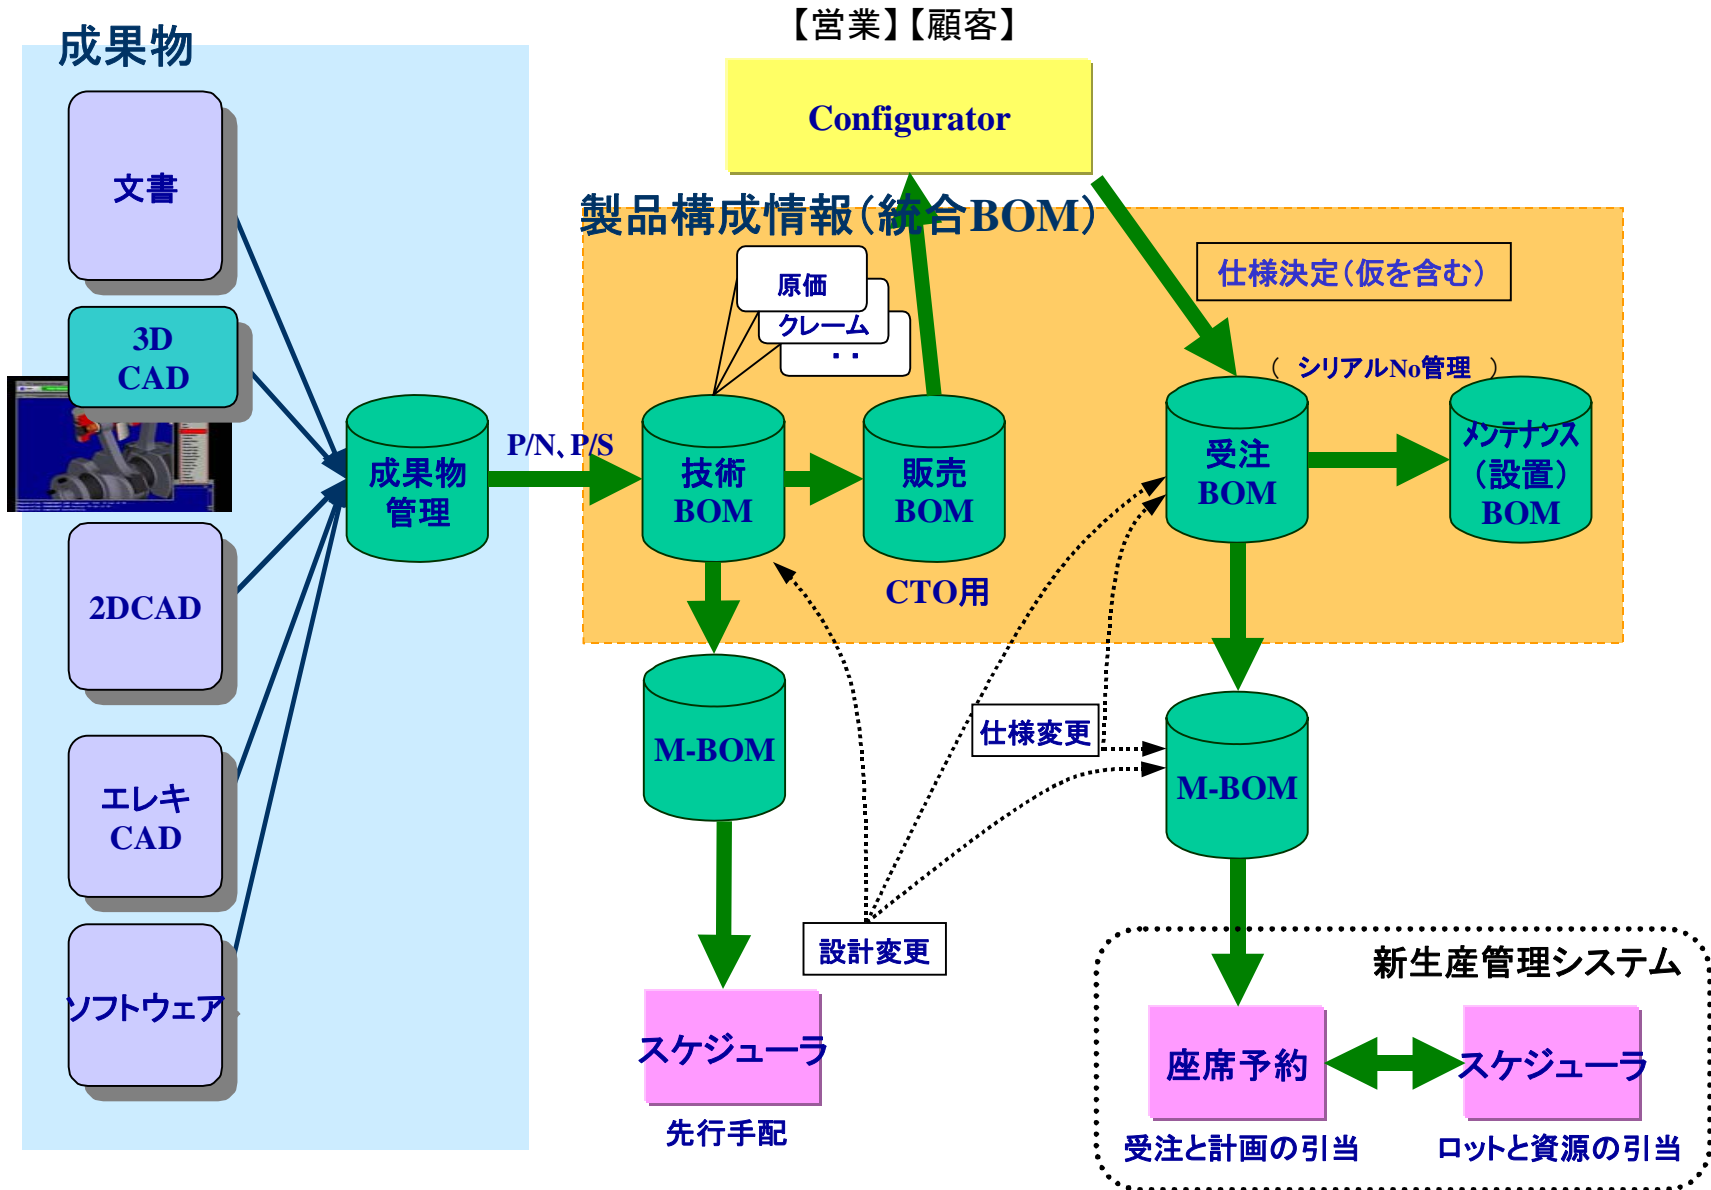 【営業】【顧客】
成果物
Configurator
文書
製品構成情報(統合BOM)
仕様決定(仮を含む)
原価
クレーム
・・
3D
CAD
( シリアルNo管理 )
P/N、P/S
成果物
管理
技術
BOM
販売
BOM
受注
BOM
メンテナンス
(設置)
BOM
CTO用
2DCAD
M-BOM
仕様変更
M-BOM
エレキ
CAD
設計変更
新生産管理システム
ソフトウェア
スケジューラ
座席予約
スケジューラ
先行手配
受注と計画の引当
ロットと資源の引当